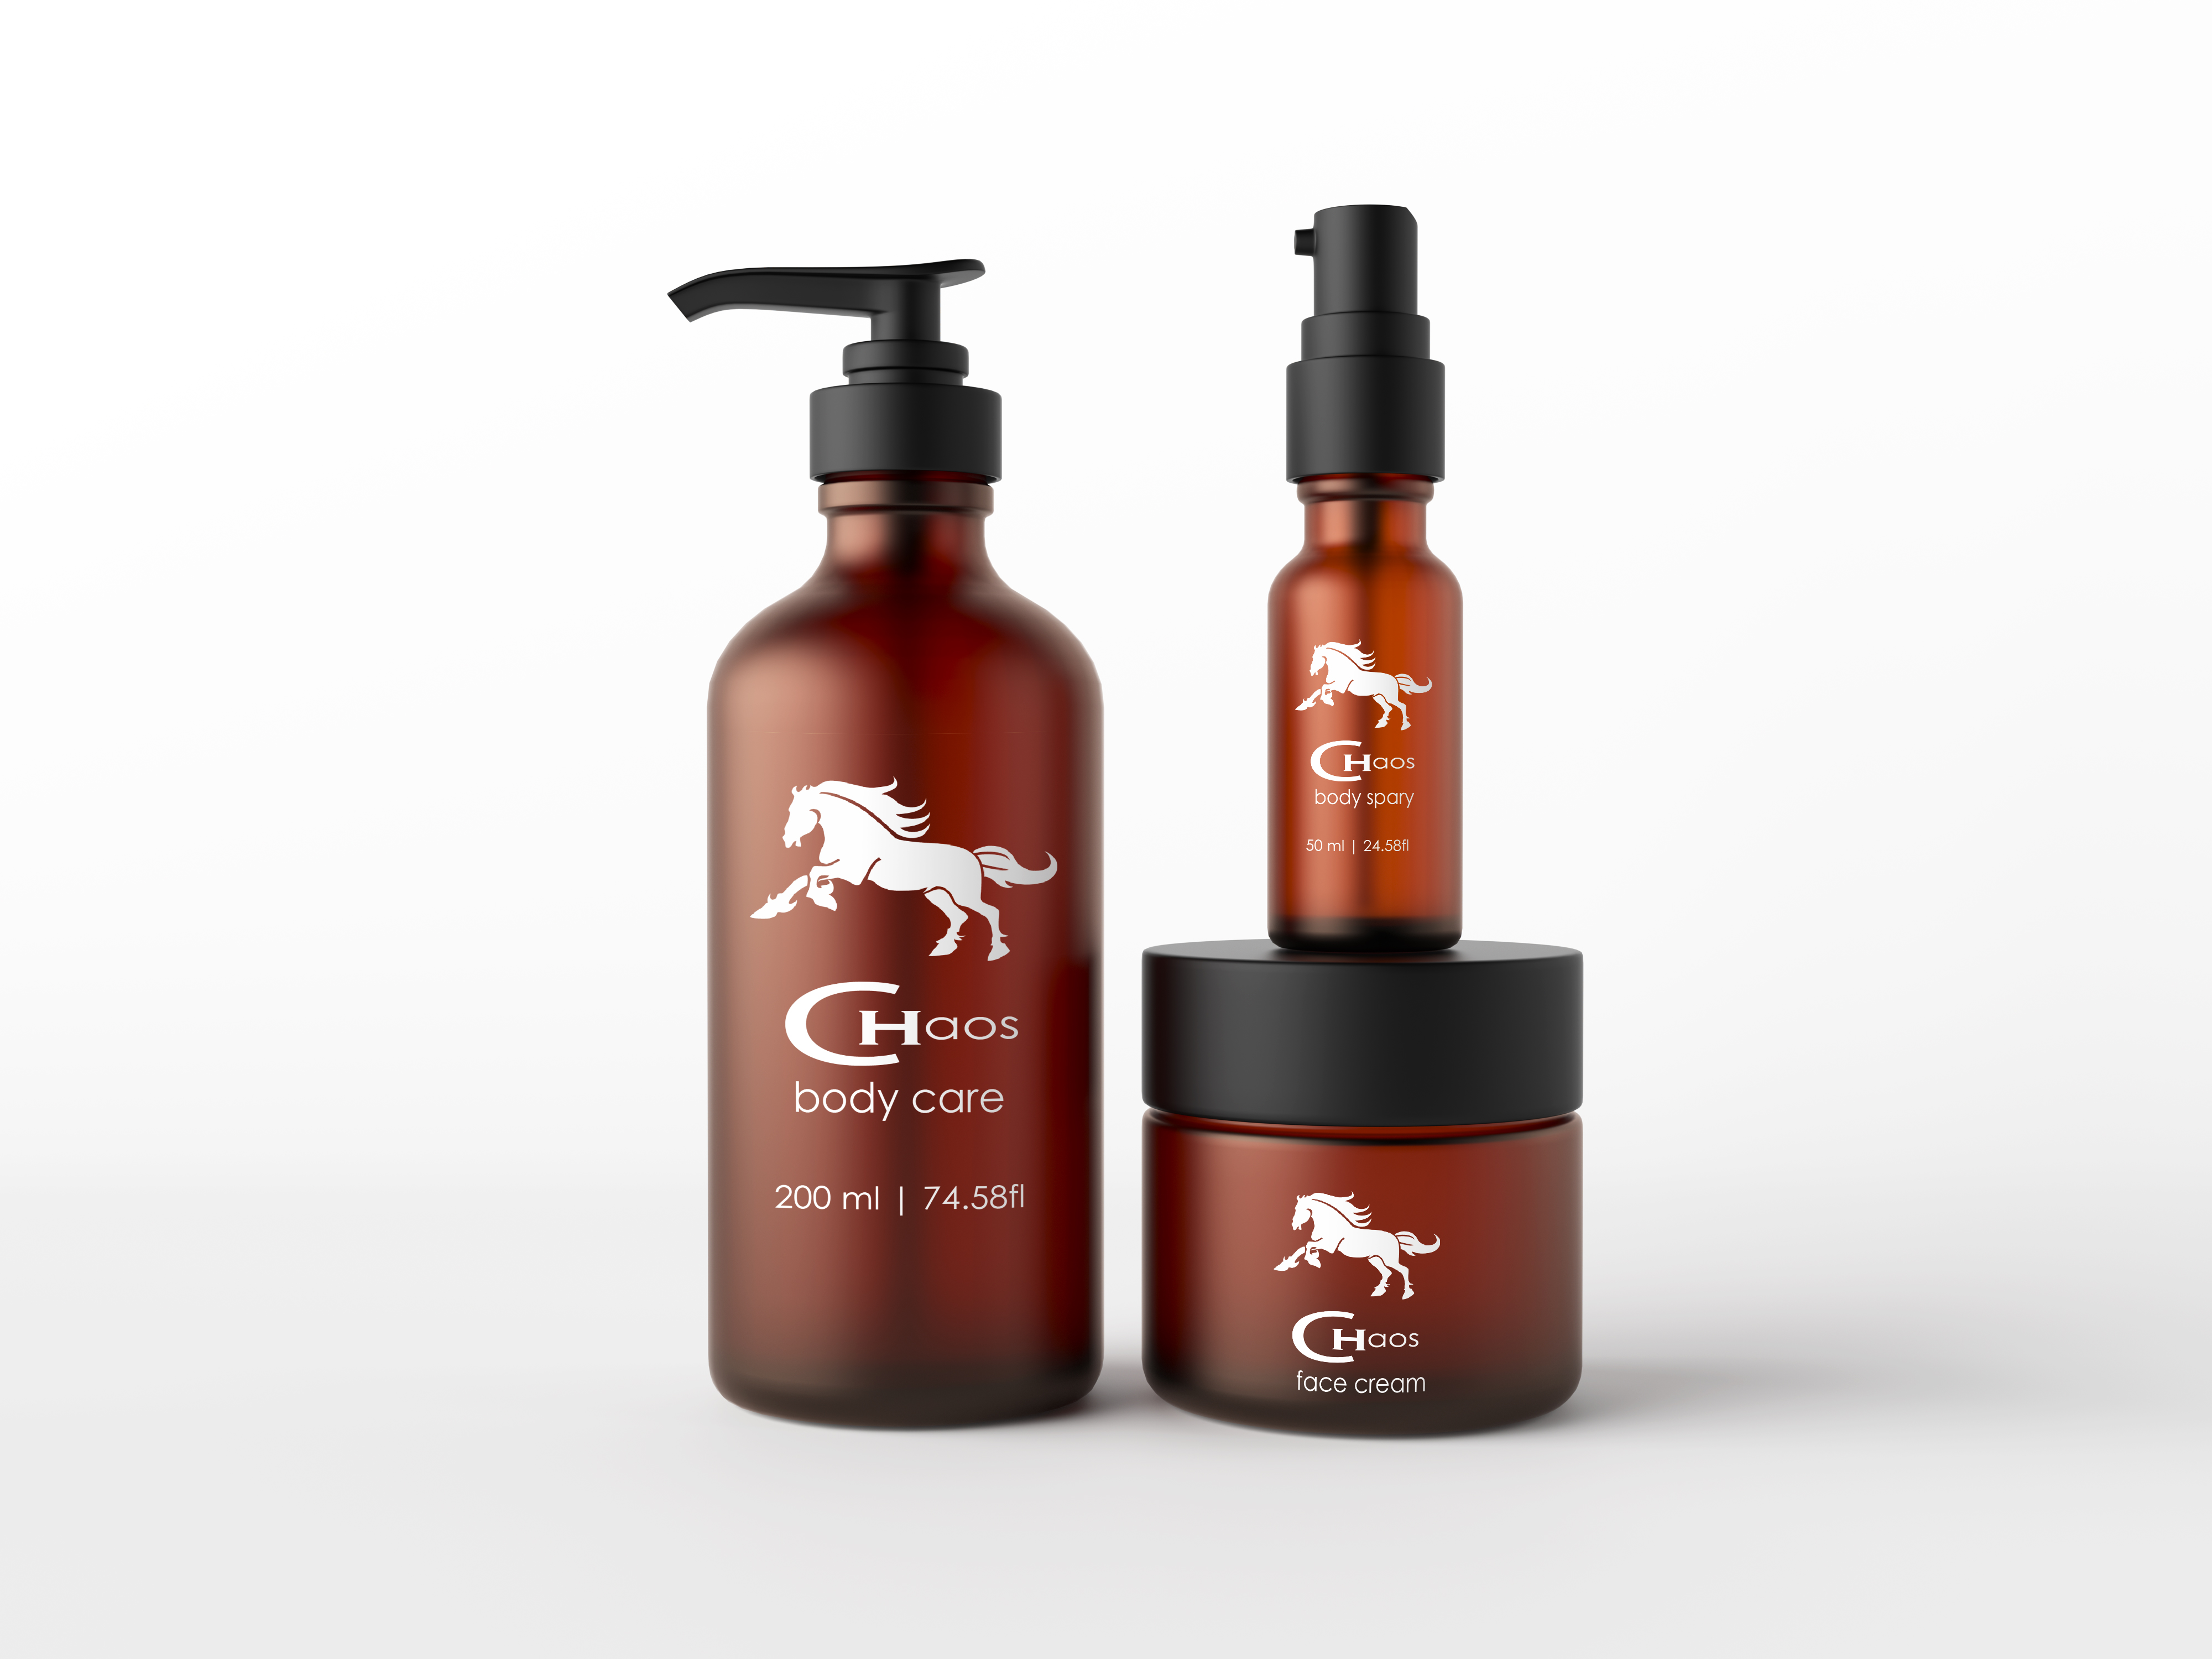 CHaos
body care
200 ml | 74.58fl
CHaos
body spary
50 ml | 24.58fl
CHaos
face cream